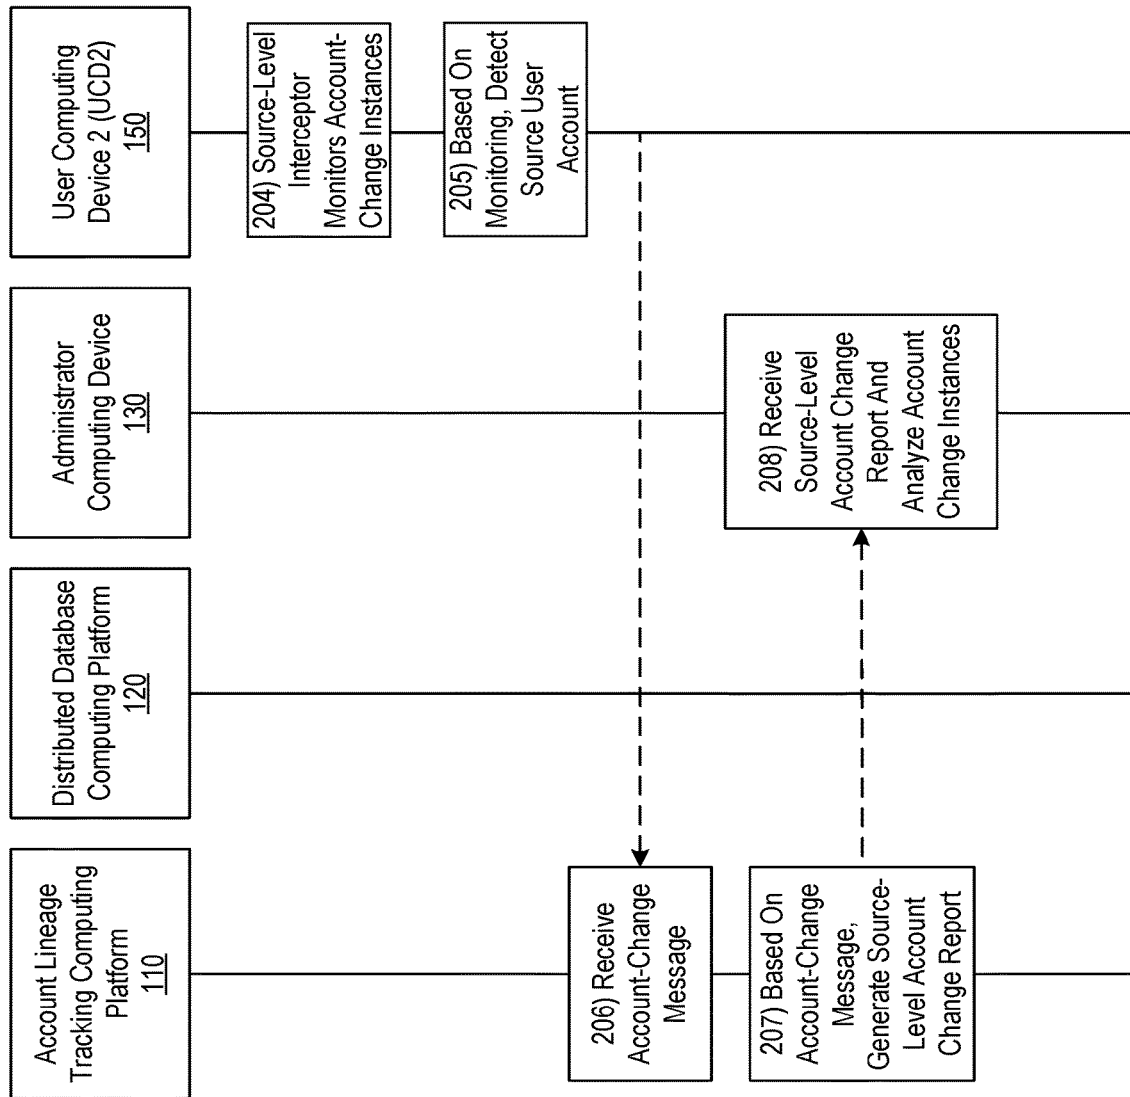 Account Lineage
Tracking Computing
Platform
110
Distributed Database
Computing Platform
120
Administrator
Computing Device
130
User Computing
Device 2 (UCD2)
150
204) Source-Level
Interceptor
Monitors Account-
Change Instances
205) Based On
Monitoring, Detect
Source User
Account
206) Receive
Account-Change
Message
207) Based On
Account-Change
Message,
Generate Source-
Level Account
Change Report
208) Receive
Source-Level
Account Change
Report And
Analyze Account
Change Instances